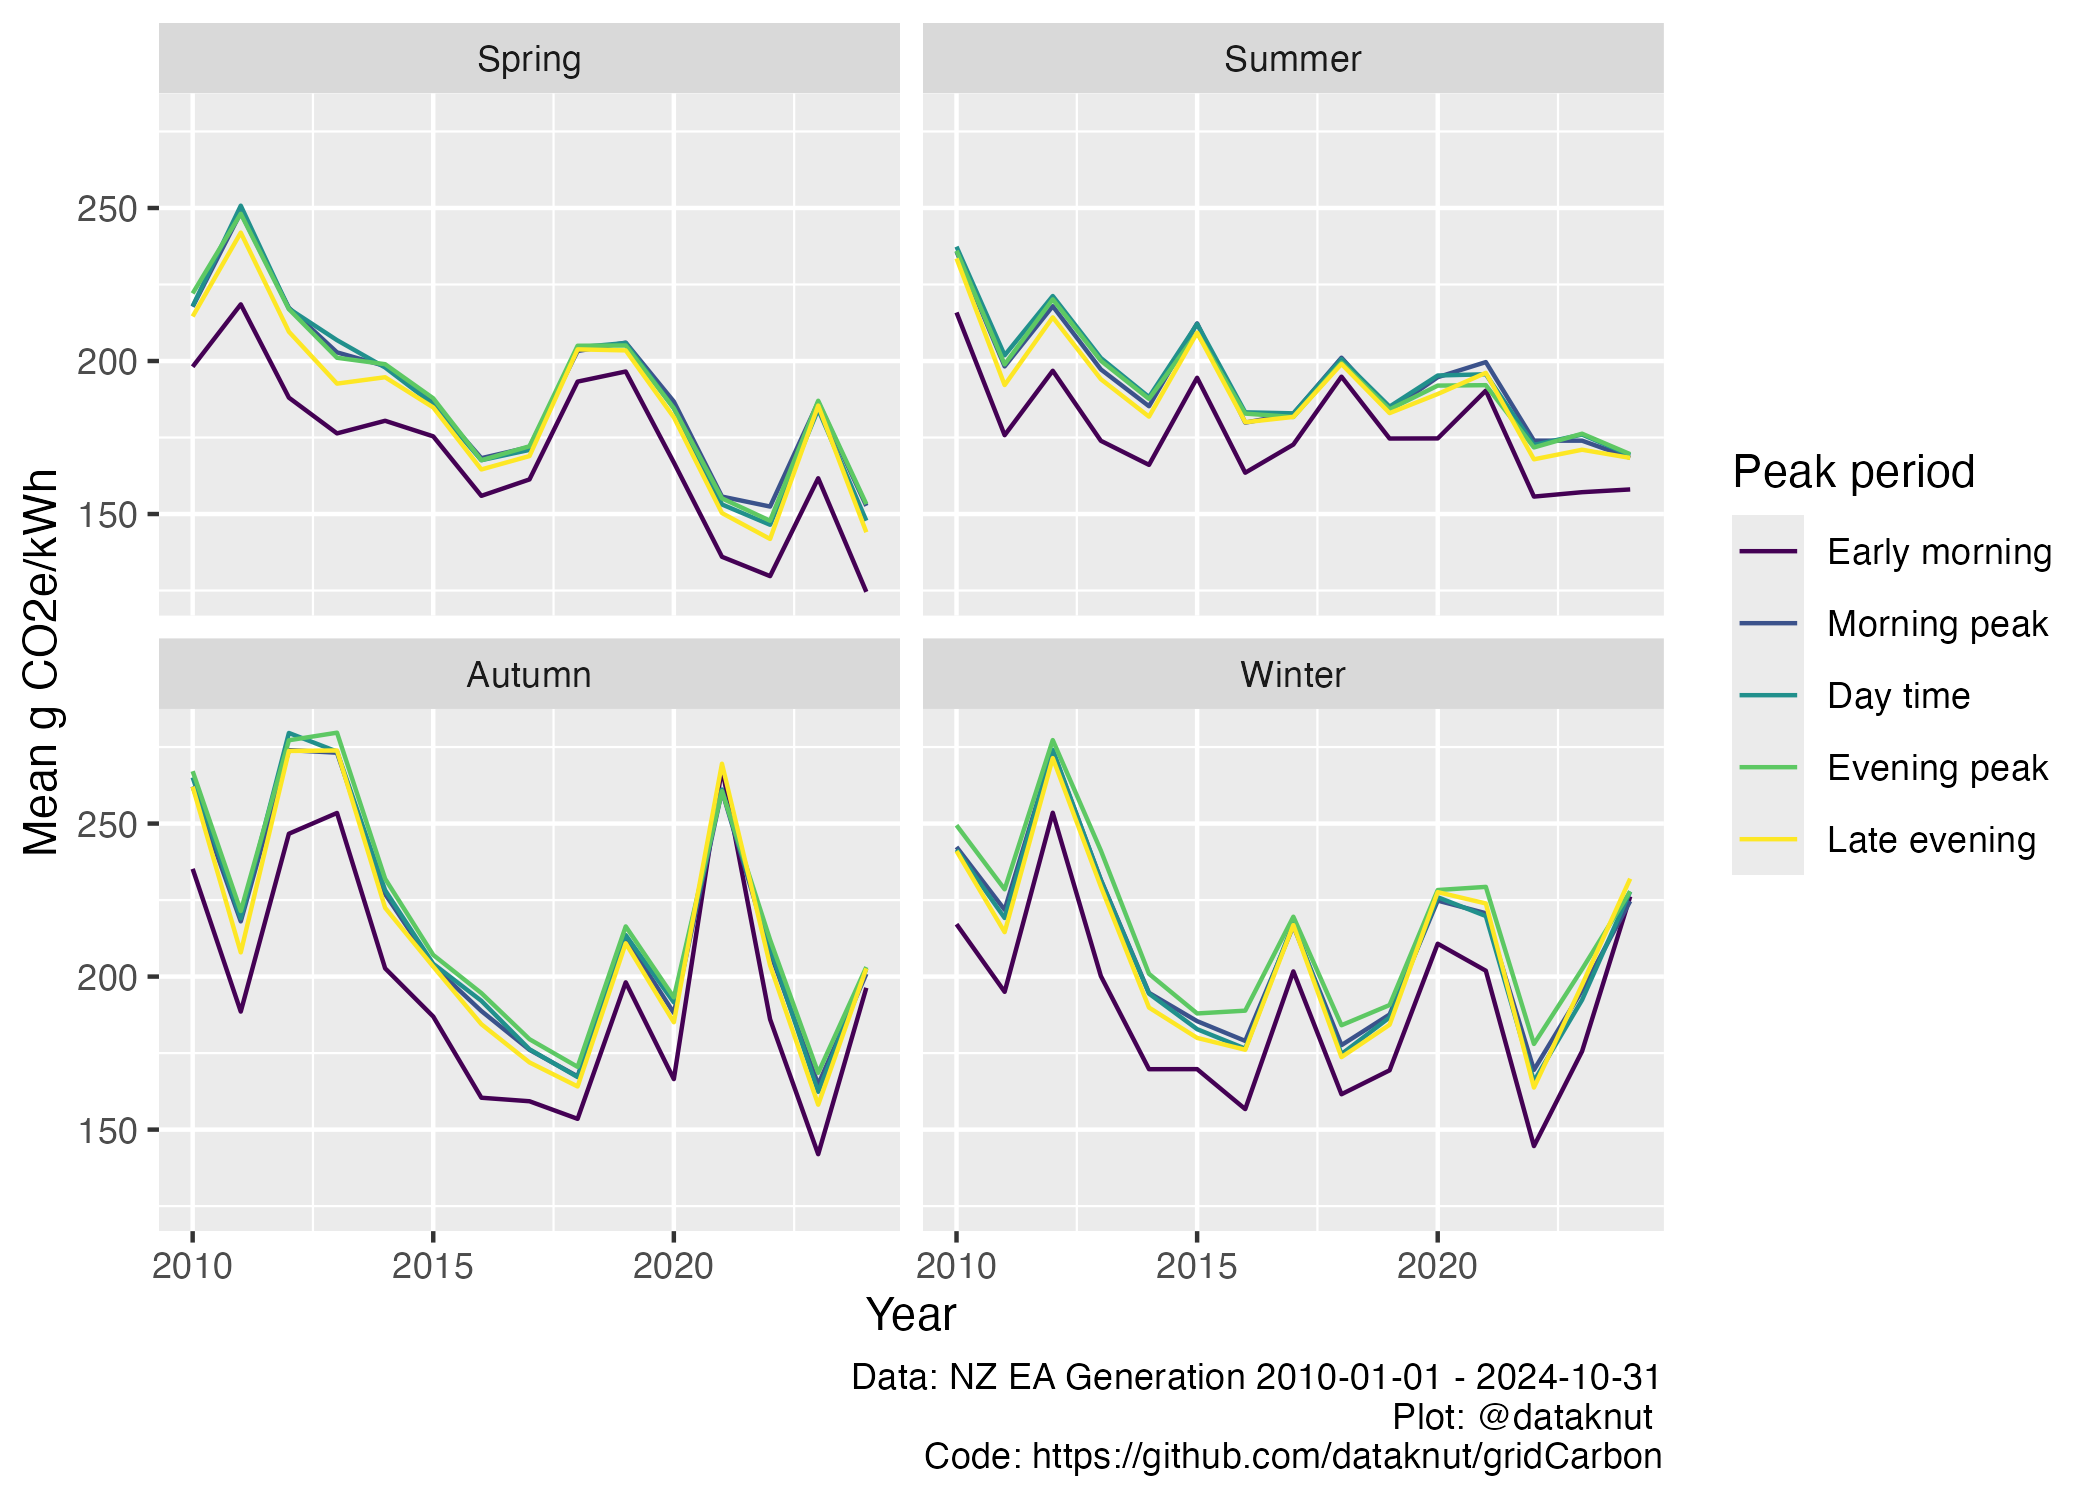 Spring
Summer
250
200
150
Autumn
Winter
250
200
150
2010
2015
2020
2010
2015
2020
Mean g CO2e/kWh
Year
Peak period
Early morning
Morning peak
Day time
Evening peak
Late evening
Data: NZ EA Generation 2010-01-01 - 2024-10-31
Plot: @dataknut
Code: https://github.com/dataknut/gridCarbon